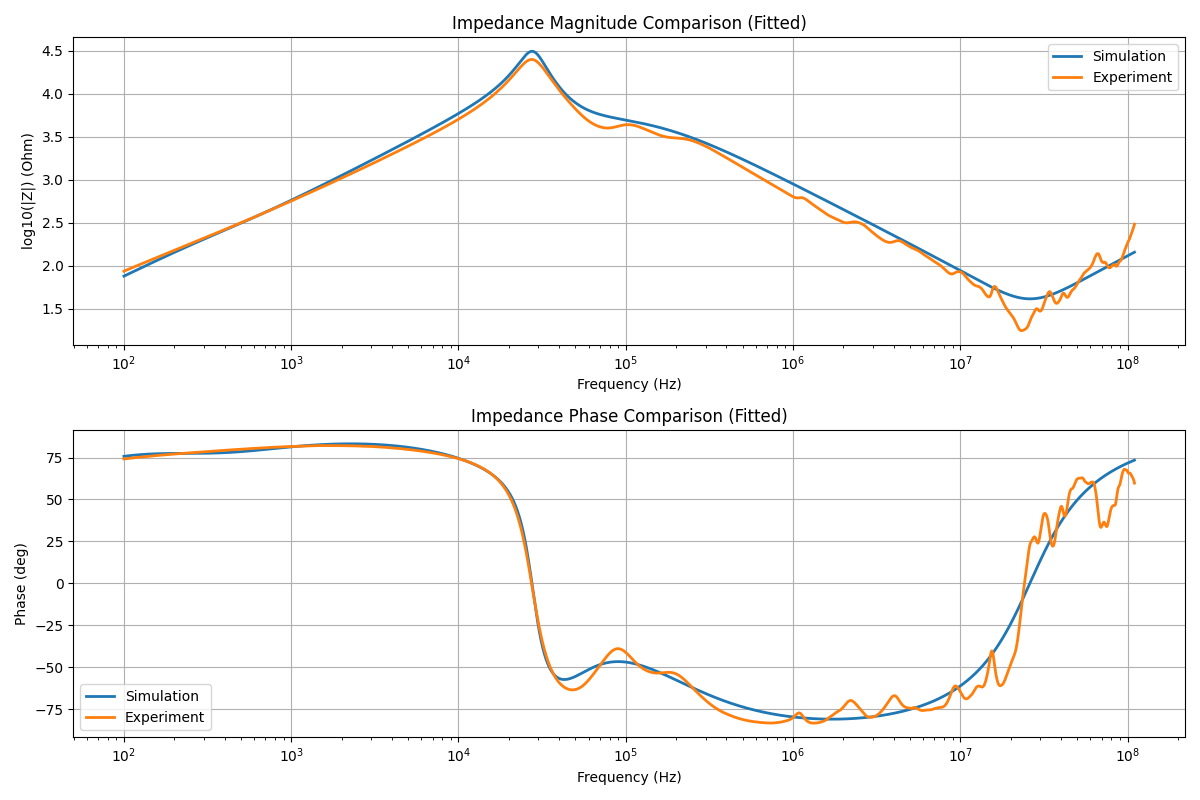 Impedance Magnitude Comparison (Fitted)
log10(|Z|) (Ohm)
4.5
4.0
3.5
3.0
2.5
2.0
1.5
Simulation
Experiment
10²
10³
10⁴
10⁵
10⁶
10⁷
10⁸
Frequency (Hz)
Impedance Phase Comparison (Fitted)
Phase (deg)
75
50
25
0
−25
−50
−75
Simulation
Experiment
10²
10³
10⁴
10⁵
10⁶
10⁷
10⁸
Frequency (Hz)